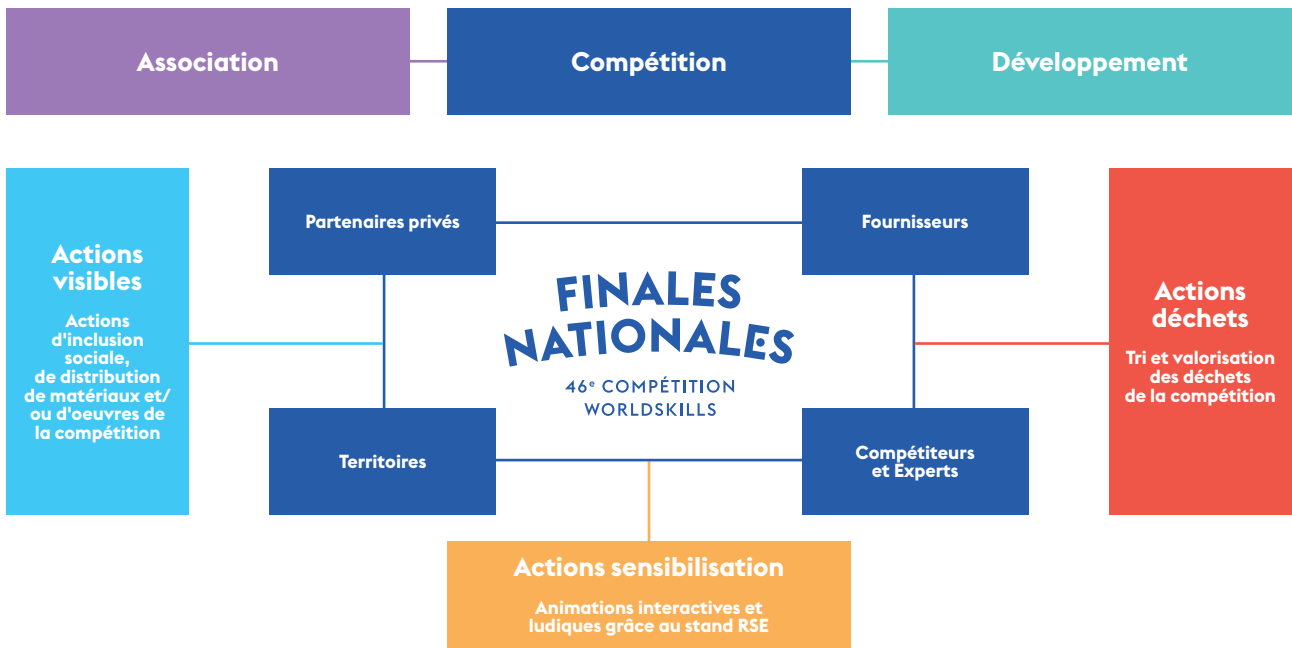 Association
Compétition
Développement
Actions
visibles
Actions
d'inclusion
sociale,
de distribution
de matériaux et/
ou d'oeuvres de
la compétition
Partenaires privés
Fournisseurs
FINALES
NATIONALES
46e COMPÉTITION
WORLDSKILLS
Territoires
Compétiteurs
et Experts
Actions
déchets
Tri et valorisation
des déchets
de la compétition
Actions sensibilisation
Animations interactives et
ludiques grâce au stand RSE